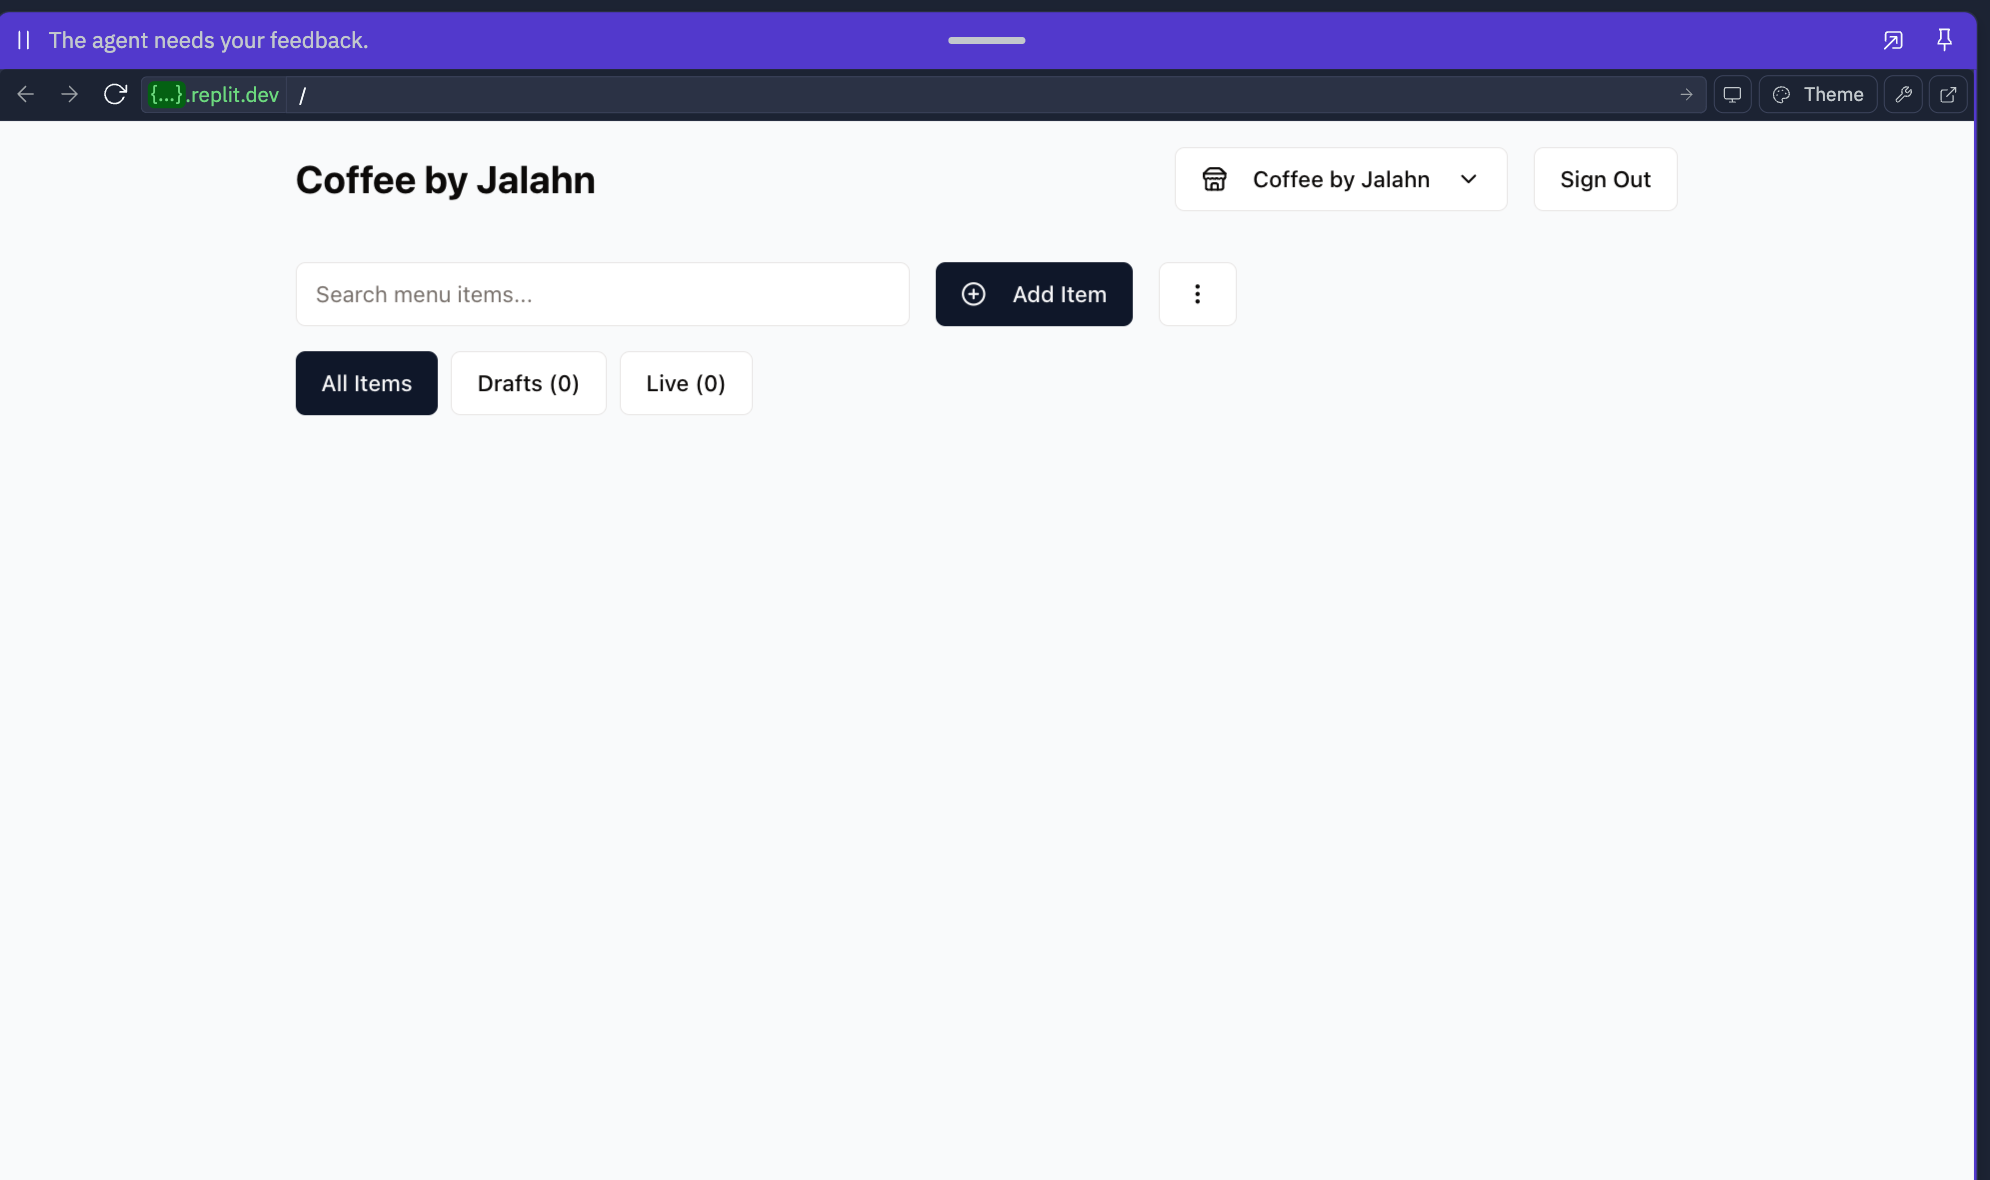 The agent needs your feedback.
{...}.replit.dev /
Theme
Coffee by Jalahn
Coffee by Jalahn
Sign Out
Search menu items...
Add Item
All Items
Drafts (0)
Live (0)